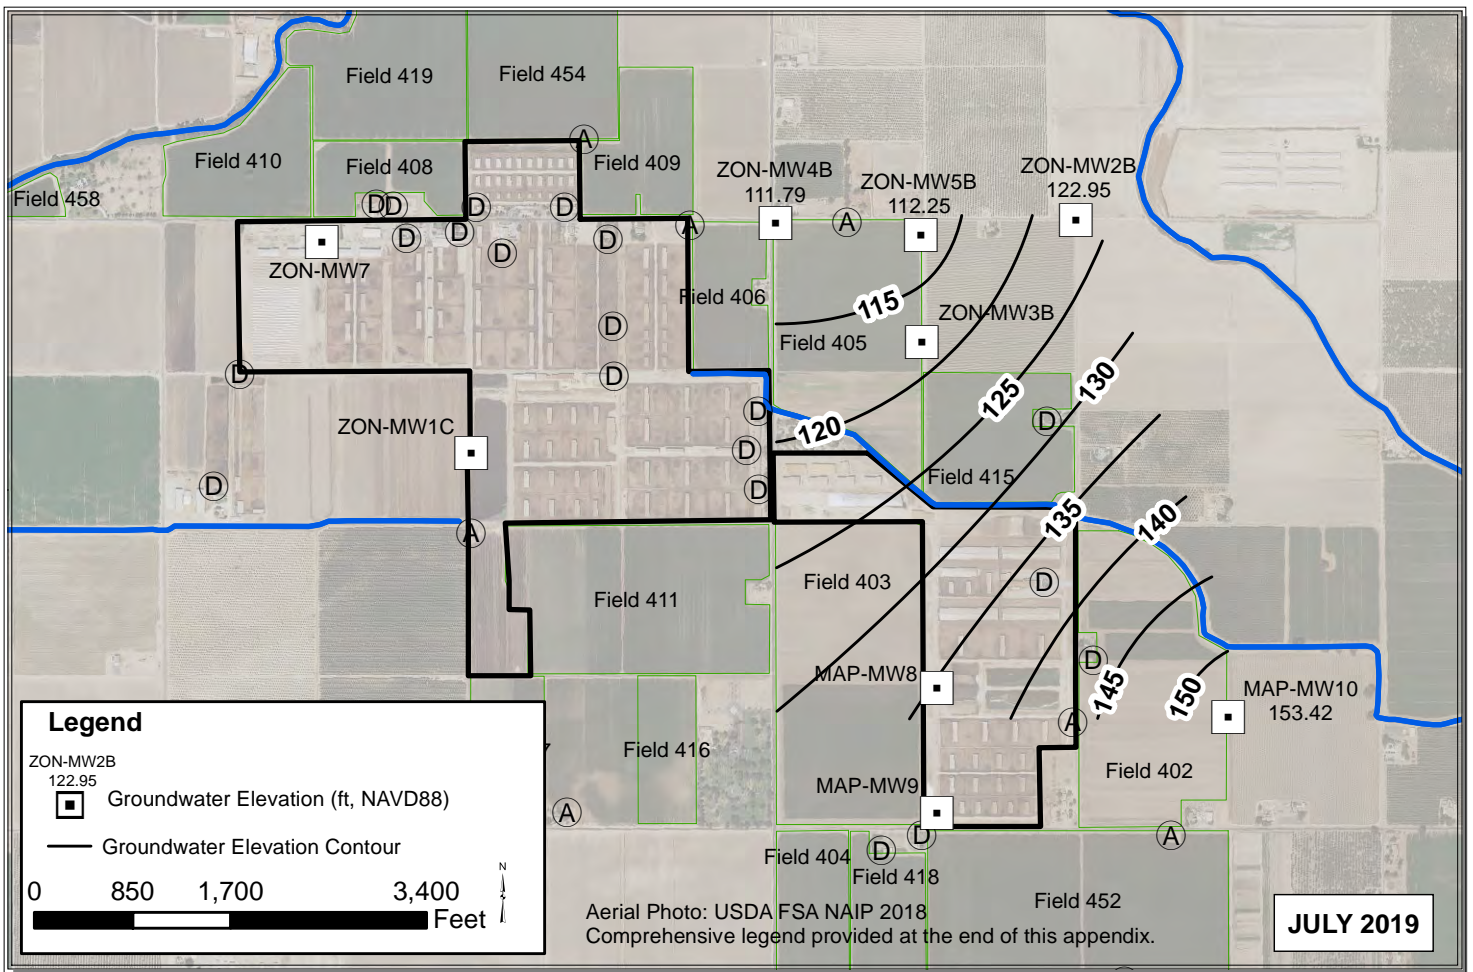 Field 419
Field 454
Field 410
Field 408
Field 409
Field 458
A
ZON-MW4B
111.79
ZON-MW5B
112.25
ZON-MW2B
122.95
D
D
D
D
D
D
D
D
A
A
ZON-MW7
Field 406
115
ZON-MW3B
Field 405
D
D
D
130
125
D
D
ZON-MW1C
120
D
D
D
Field 415
135
140
A
Field 403
D
Field 411
D
MAP-MW8
145
150
MAP-MW10
153.42
A
Field 416
Field 402
MAP-MW9
A
D
A
D
Field 404
Field 418
Field 452
Legend
ZON-MW2B
122.95
Groundwater Elevation (ft, NAVD88)
Groundwater Elevation Contour
N
0 850 1,700 3,400
Feet
Aerial Photo: USDA FSA NAIP 2018
Comprehensive legend provided at the end of this appendix.
JULY 2019